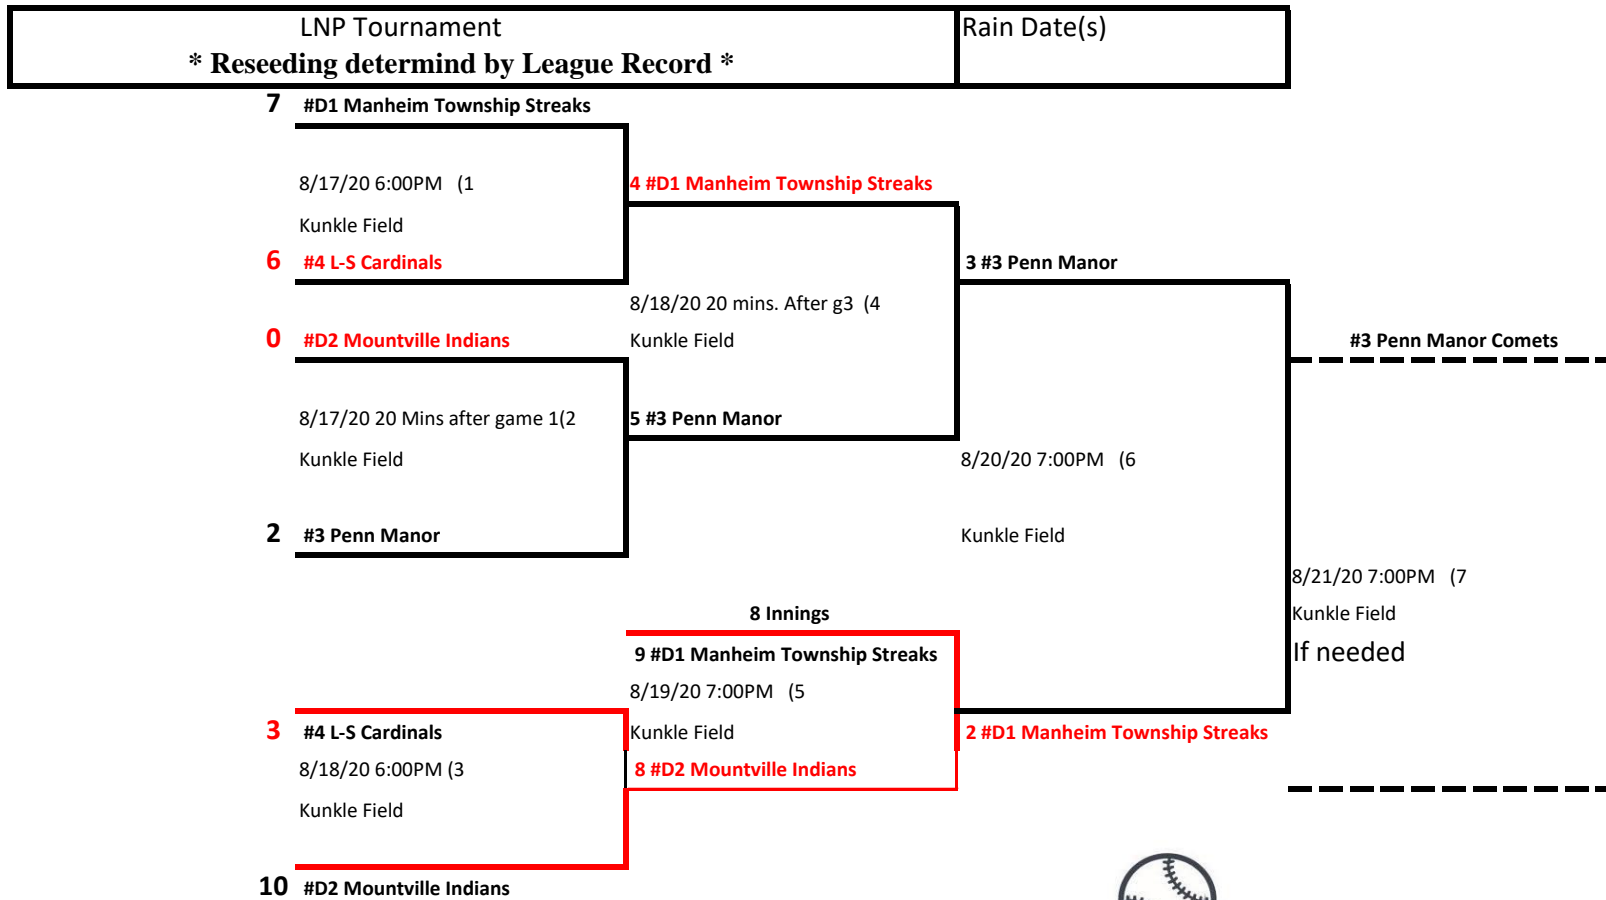 LNP Tournament
Rain Date(s)
* Reseeding determind by League Record *
7 #D1 Manheim Township Streaks
8/17/20 6:00PM (1
4 #D1 Manheim Township Streaks
Kunkle Field
6 #4 L-S Cardinals
3 #3 Penn Manor
8/18/20 20 mins. After g3 (4
0 #D2 Mountville Indians
Kunkle Field
#3 Penn Manor Comets
8/17/20 20 Mins after game 1(2
5 #3 Penn Manor
Kunkle Field
8/20/20 7:00PM (6
2 #3 Penn Manor
Kunkle Field
8/21/20 7:00PM (7
8 Innings
Kunkle Field
9 #D1 Manheim Township Streaks
If needed
8/19/20 7:00PM (5
3 #4 L-S Cardinals
Kunkle Field
2 #D1 Manheim Township Streaks
8/18/20 6:00PM (3
8 #D2 Mountville Indians
Kunkle Field
10 #D2 Mountville Indians